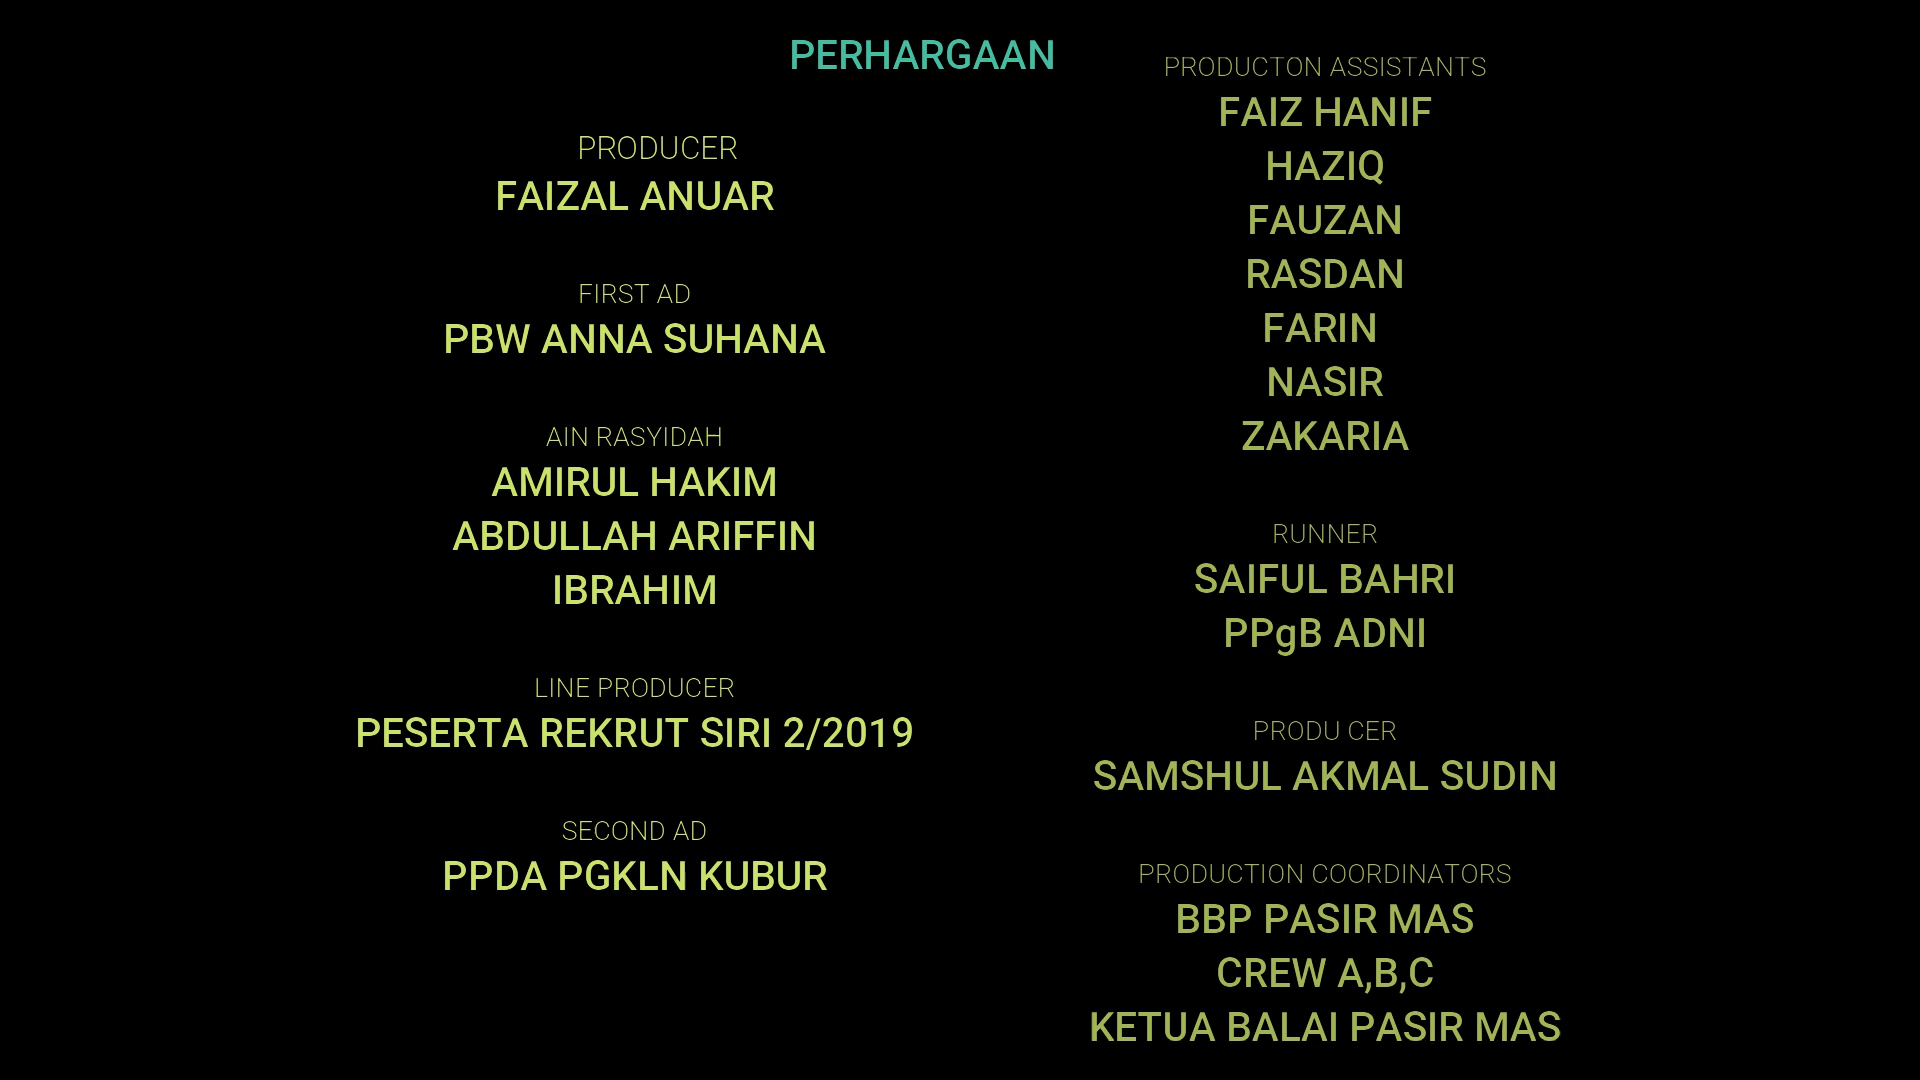 PERHARGAAN
PRODUCER
FAIZAL ANUAR
FIRST AD
PBW ANNA SUHANA
AIN RASYIDAH
AMIRUL HAKIM
ABDULLAH ARIFFIN
IBRAHIM
LINE PRODUCER
PESERTA REKRUT SIRI 2/2019
SECOND AD
PPDA PGKLN KUBUR
PRODUCTON ASSISTANTS
FAIZ HANIF
HAZIQ
FAUZAN
RASDAN
FARIN
NASIR
ZAKARIA
RUNNER
SAIFUL BAHRI
PPgB ADNI
PRODU CER
SAMSHUL AKMAL SUDIN
PRODUCTION COORDINATORS
BBP PASIR MAS
CREW A,B,C
KETUA BALAI PASIR MAS